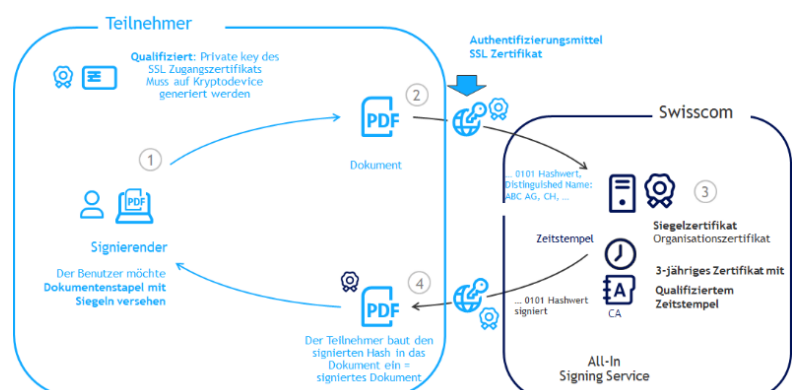 Teilnehmer
Qualifiziert: Private key des
SSL Zugangszertifikats
Muss auf Kryptodevice
generiert werden
Authentifizierungsmittel
SSL Zertifikat
2
PDF
Dokument
1
PDF
Signierender
Der Benutzer möchte
Dokumentenstapel mit
Siegeln versehen
Swisscom
... 0101 Hashwert,
Distinguished Name:
ABC AG, CH, ...
3
Siegelzertifikat
Organisationszertifikat
Zeitstempel
3-jähriges Zertifikat mit
Qualifiziertem
Zeitstempel
A
CA
... 0101 Hashwert
signiert
4
PDF
Der Teilnehmer baut den
signierten Hash in das
Dokument ein =
signiertes Dokument
All-In
Signing Service